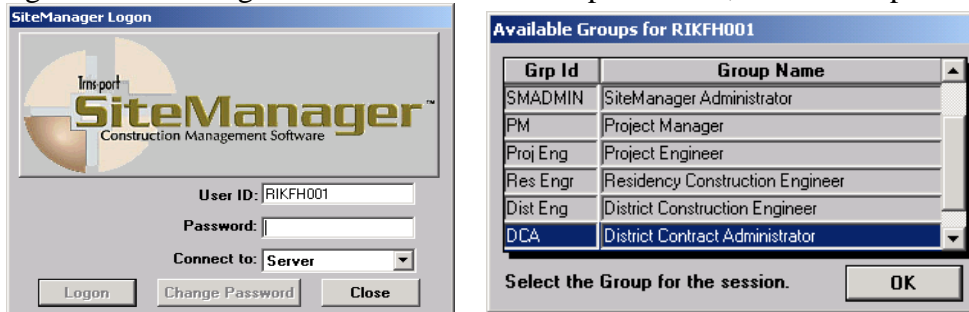 SiteManager Logon
Trns·port
SiteManager™
Construction Management Software
User ID: RIKFH001
Password:
Connect to: Server
Logon Change Password Close
Available Groups for RIKFH001
Grp Id Group Name
SMADMIN SiteManager Administrator
PM Project Manager
Proj Eng Project Engineer
Res Engr Residency Construction Engineer
Dist Eng District Construction Engineer
DCA District Contract Administrator
Select the Group for the session. OK